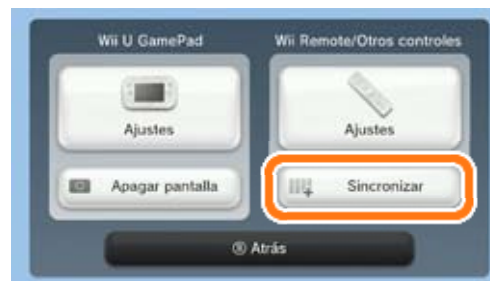 Wii U GamePad
Wii Remote/Otros controles
Ajustes
Ajustes
Apagar pantalla
Sincronizar
Ⓑ Atrás